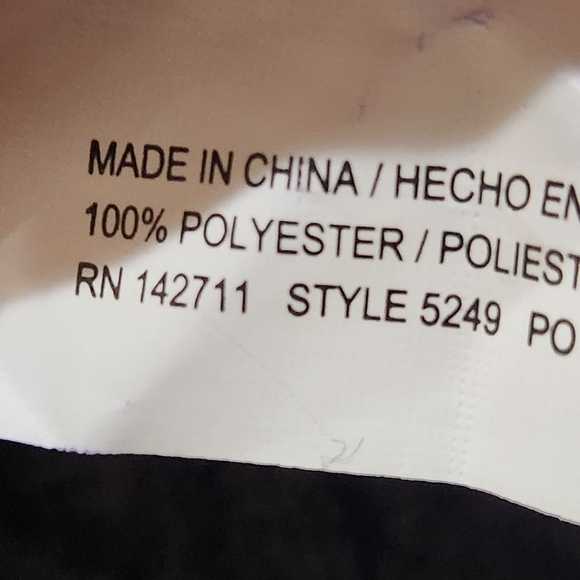 MADE IN CHINA / HECHO EN
100% POLYESTER / POLIEST
RN 142711 STYLE 5249 PO